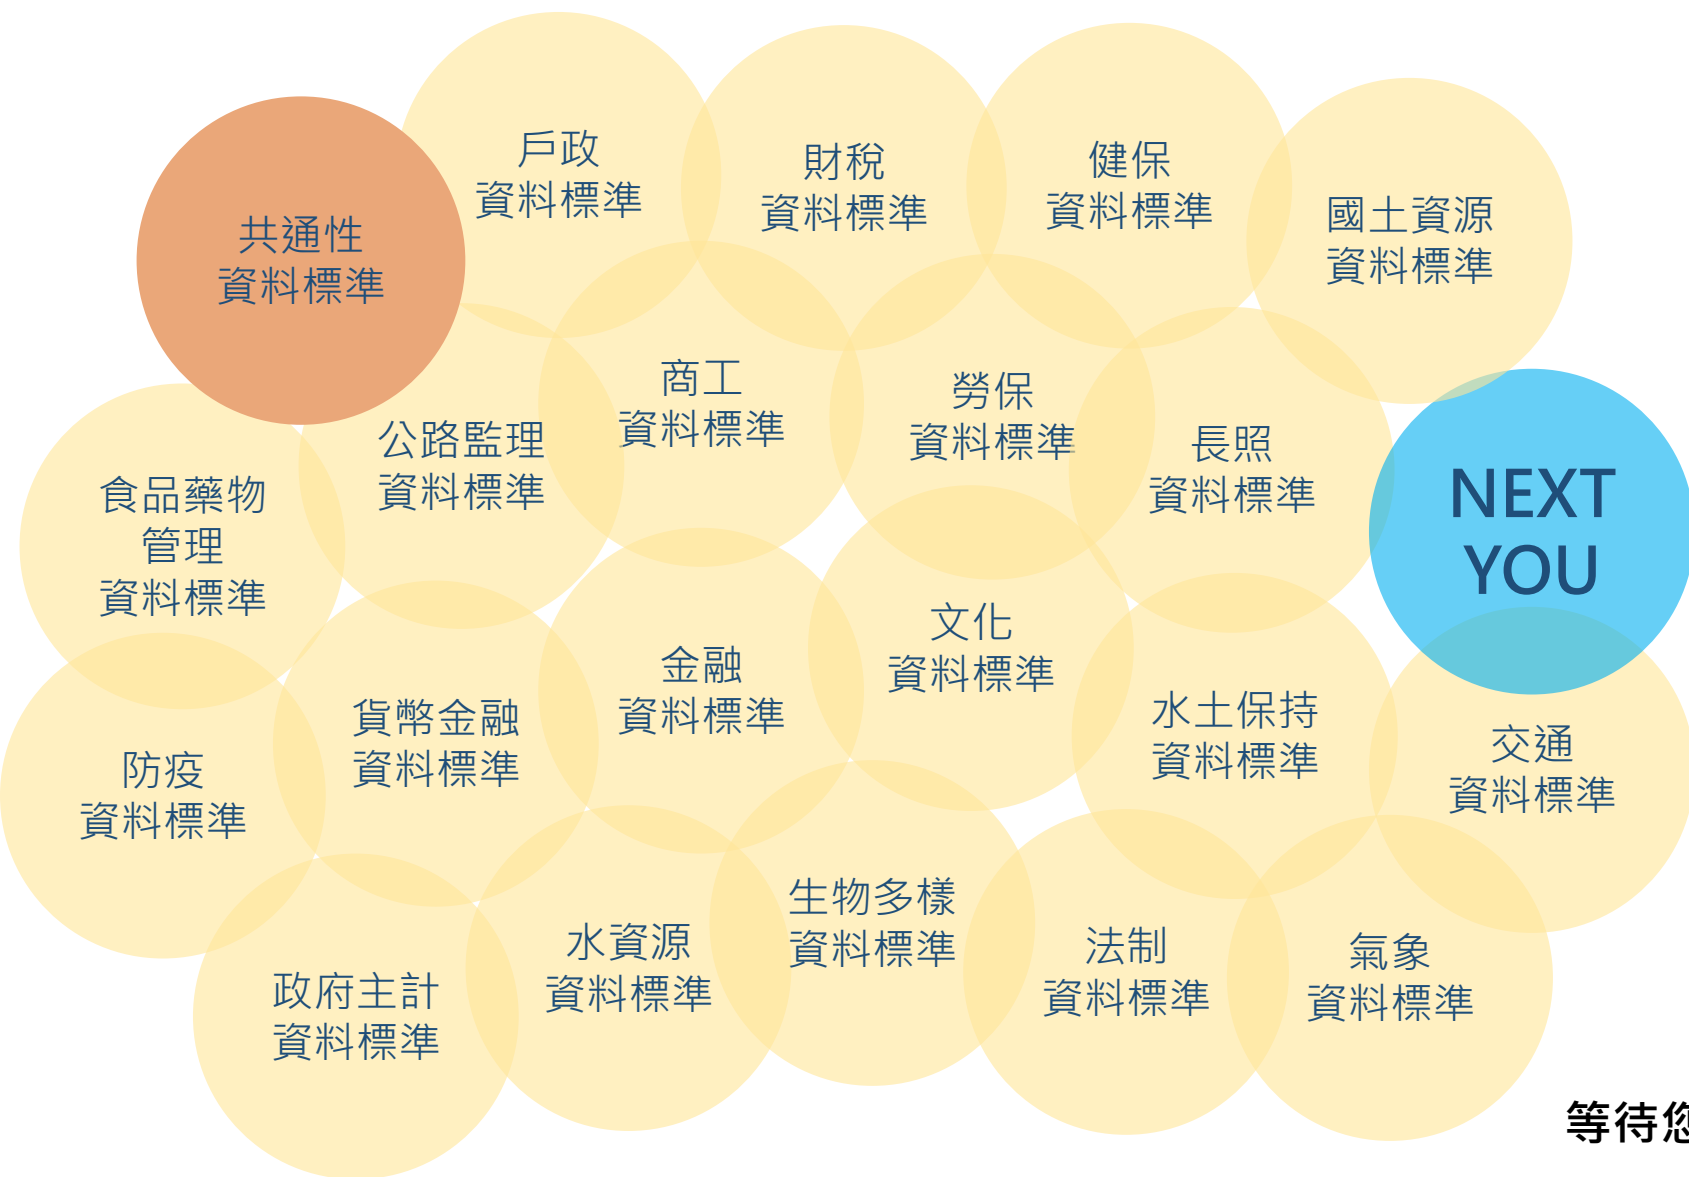 戶政
資料標準
財稅
資料標準
健保
資料標準
國土資源
資料標準
共通性
資料標準
商工
資料標準
勞保
資料標準
公路監理
資料標準
長照
資料標準
NEXT
YOU
食品藥物
管理
資料標準
文化
資料標準
金融
資料標準
貨幣金融
資料標準
水土保持
資料標準
交通
資料標準
防疫
資料標準
生物多樣
資料標準
水資源
資料標準
法制
資料標準
氣象
資料標準
政府主計
資料標準
等待您